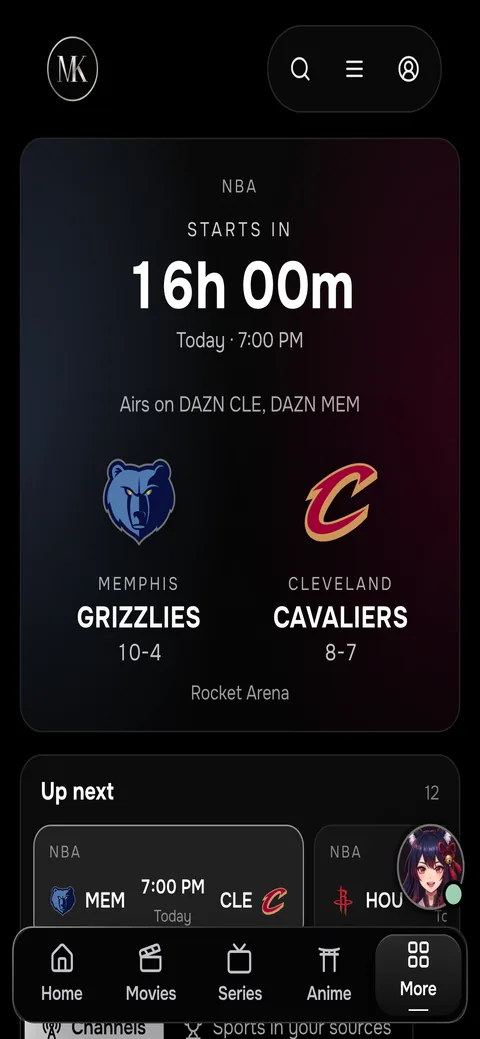 MK
NBA
STARTS IN
16h 00m
Today · 7:00 PM
Airs on DAZN CLE, DAZN MEM
MEMPHIS
GRIZZLIES
10-4
CLEVELAND
CAVALIERS
8-7
Rocket Arena
Up next
12
NBA
MEM
7:00 PM
Today
CLE
NBA
HOU
Home
Movies
Series
Anime
More
Channels
Sports in your sources